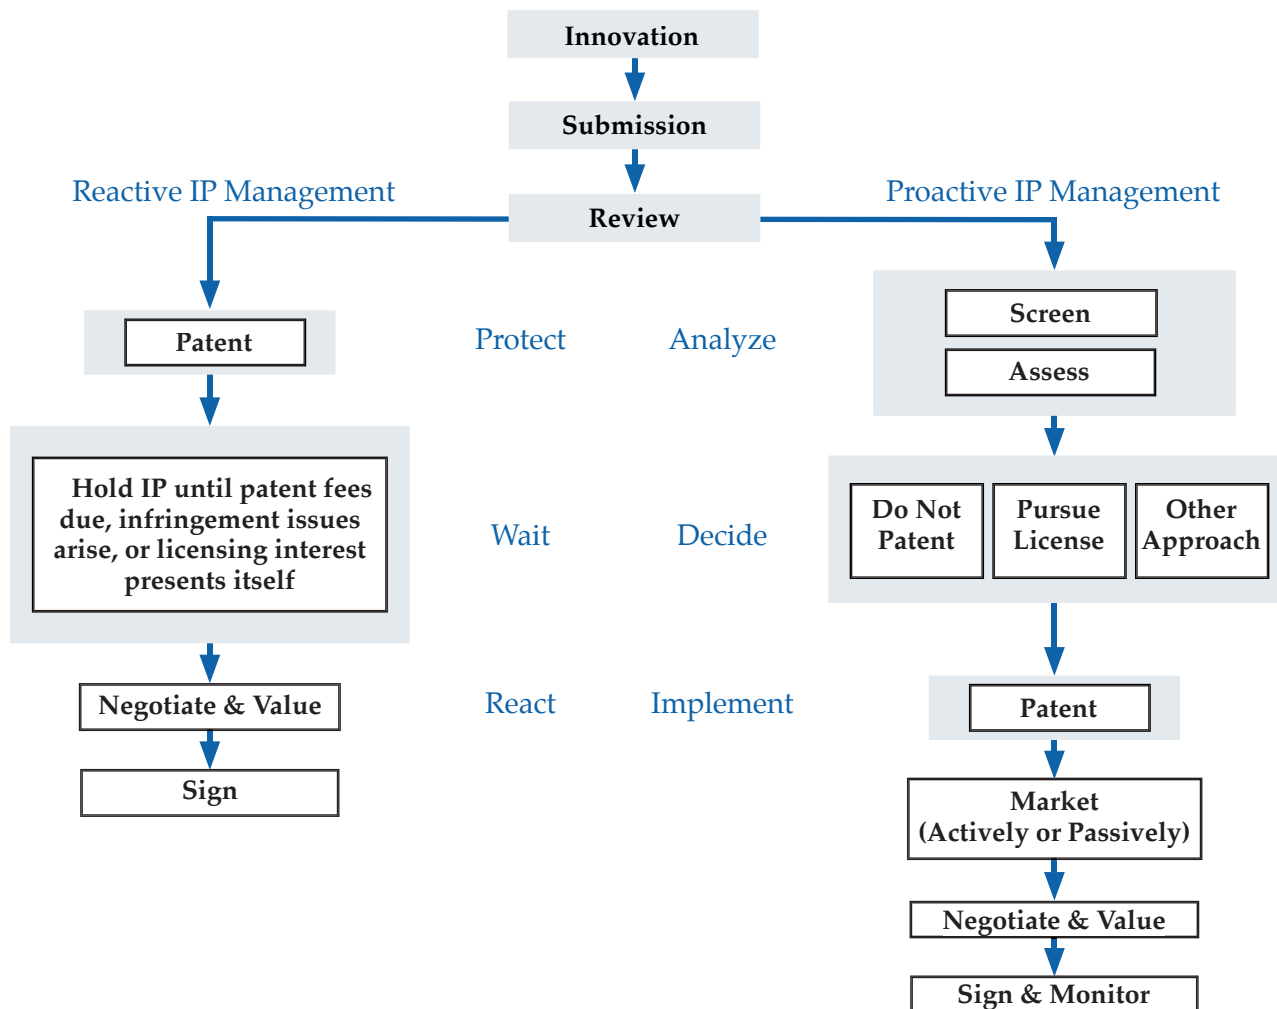 Innovation
Submission
Reactive IP Management
Proactive IP Management
Review
Patent
Protect
Analyze
Screen
Assess
Hold IP until patent fees
due, infringement issues
arise, or licensing interest
presents itself
Wait
Decide
Do Not
Patent
Pursue
License
Other
Approach
Negotiate & Value
React
Implement
Patent
Sign
Market
(Actively or Passively)
Negotiate & Value
Sign & Monitor